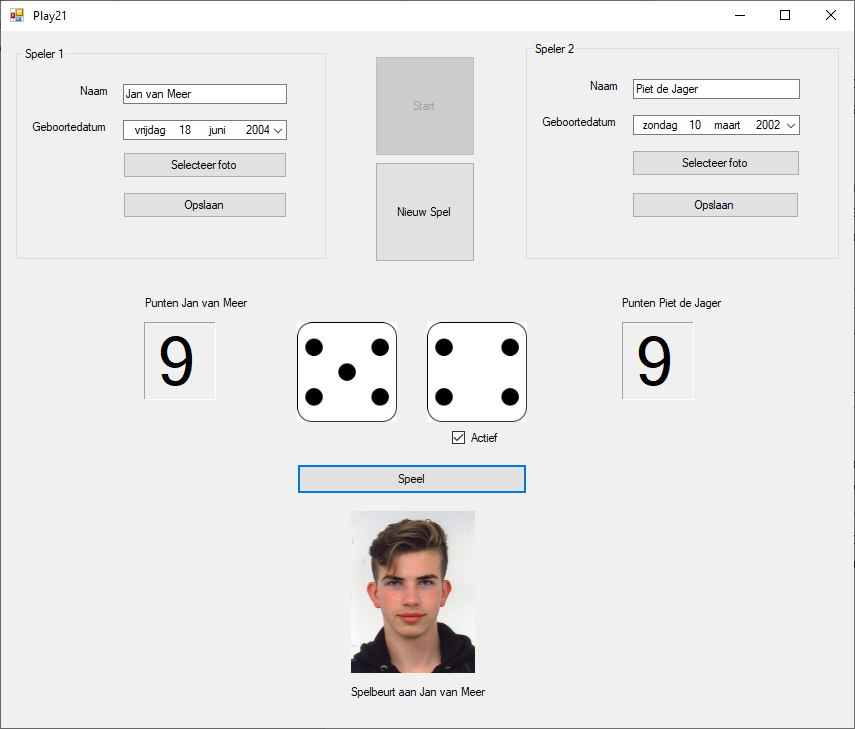 Play21
Speler 1
Naam
Jan van Meer
Geboortedatum
vrijdag 18 juni 2004
Selecteer foto
Opslaan
Start
Nieuw Spel
Speler 2
Naam
Piet de Jager
Geboortedatum
zondag 10 maart 2002
Selecteer foto
Opslaan
Punten Jan van Meer
9
Punten Piet de Jager
9
Actief
Speel
Spelbeurt aan Jan van Meer